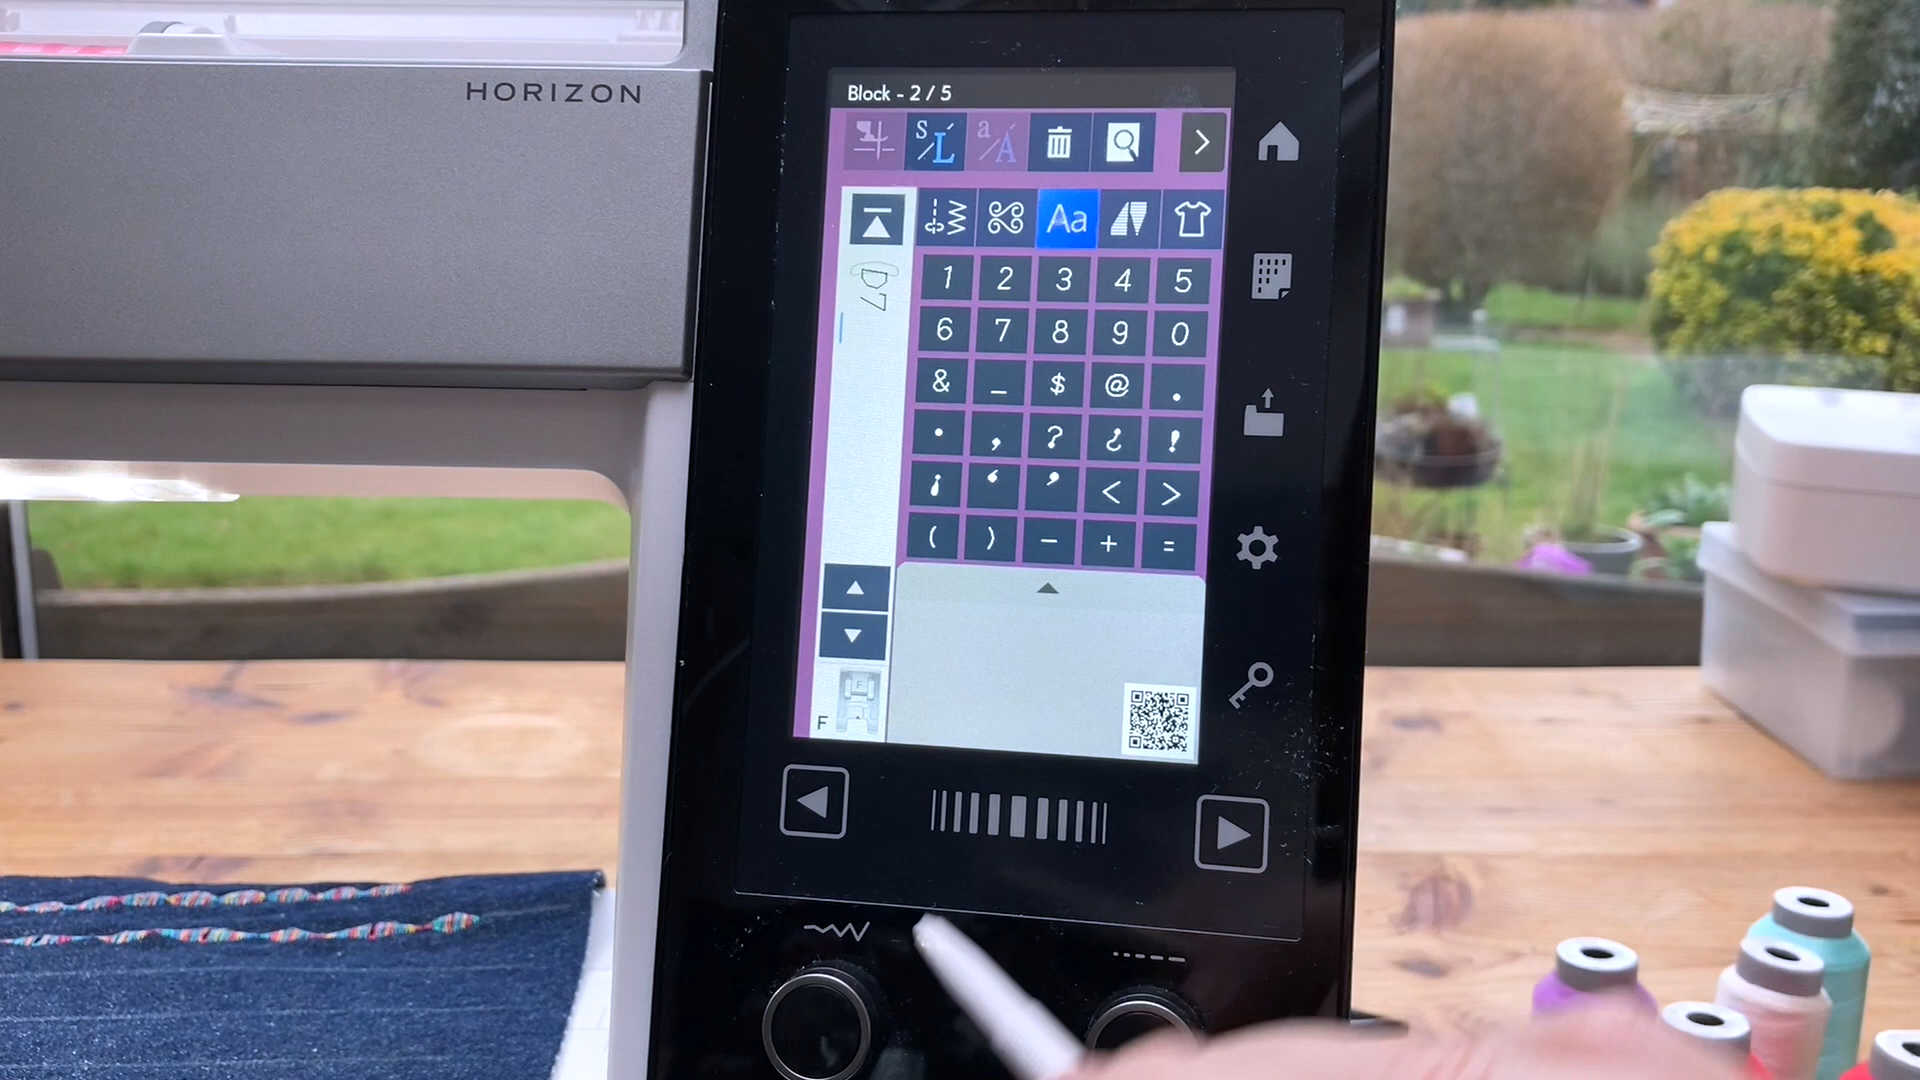 HORIZON
Block - 2 / 5
S/L a/A
Aa
1 2 3 4 5
6 7 8 9 0
& _ $ @ .
· , ? ¿ !
¡ ‘ ’ < >
( ) - + =
F